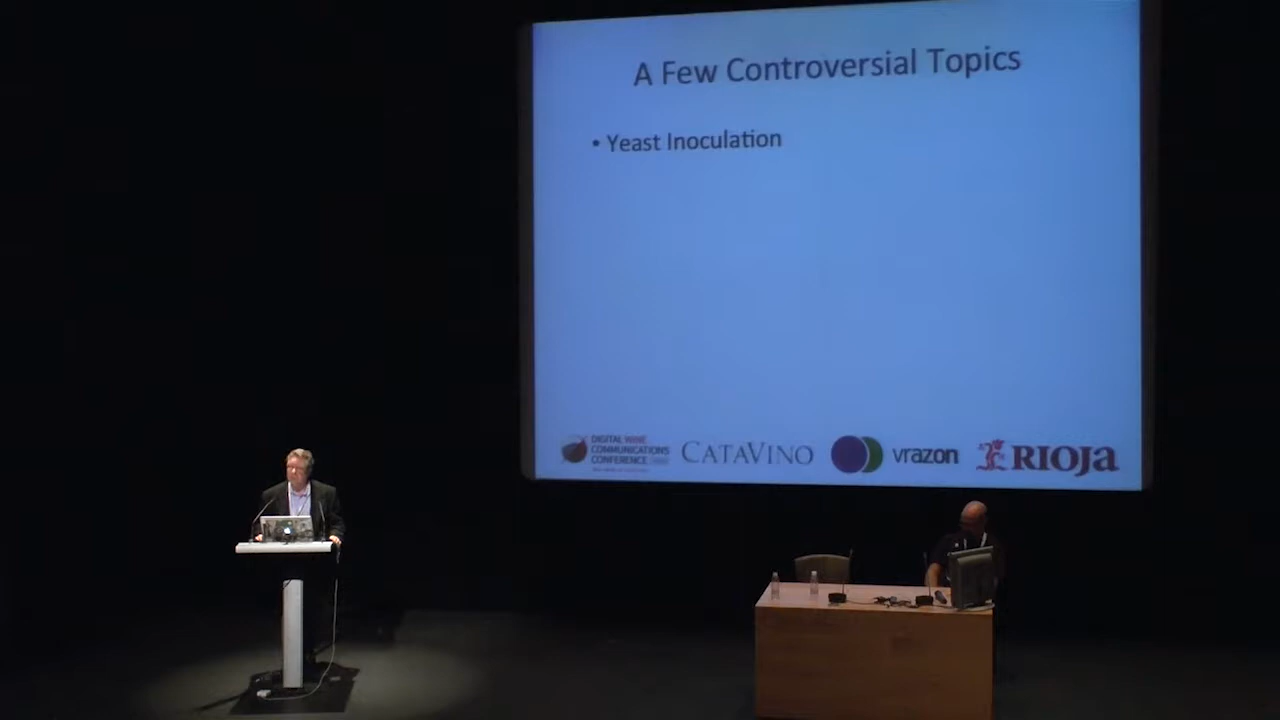 A Few Controversial Topics
• Yeast Inoculation
DIGITAL WINE
COMMUNICATIONS
CONFERENCE
CATAVINO
vrazon
RIOJA